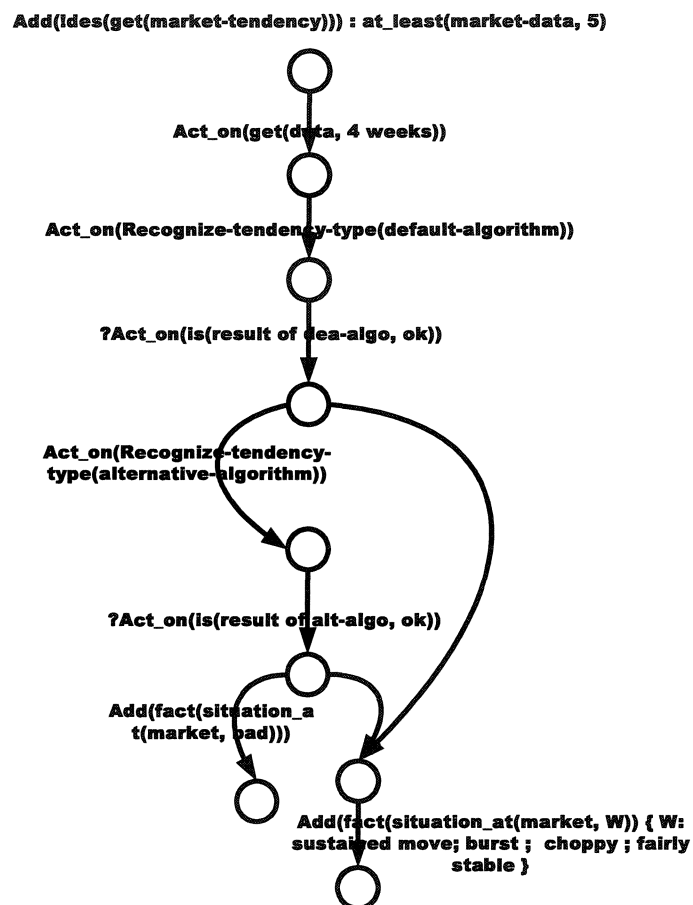 Add(!des(get(market-tendency))) : at_least(market-data, 5)
Act_on(get(data, 4 weeks))
Act_on(Recognize-tendency-type(default-algorithm))
?Act_on(is(result of dea-algo, ok))
Act_on(Recognize-tendency-
type(alternative-algorithm))
?Act_on(is(result of alt-algo, ok))
Add(fact(situation_a
t(market, bad)))
Add(fact(situation_at(market, W)) { W:
sustained move; burst ; choppy ; fairly
stable }